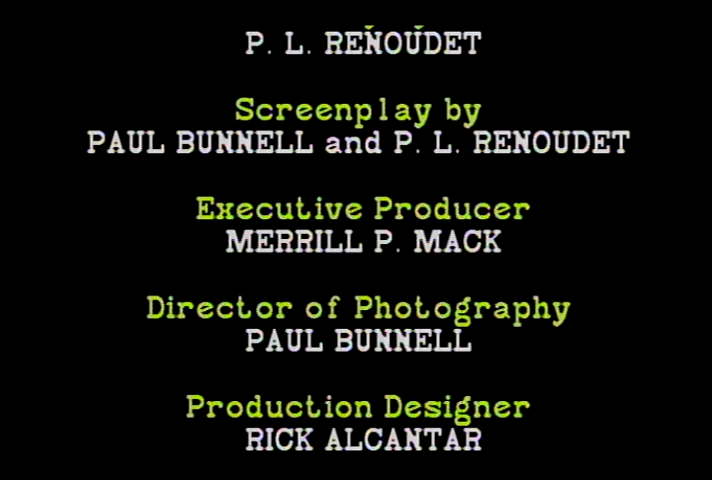 P. L. RENOUDET
Screenplay by
PAUL BUNNELL and P. L. RENOUDET
Executive Producer
MERRILL P. MACK
Director of Photography
PAUL BUNNELL
Production Designer
RICK ALCANTAR